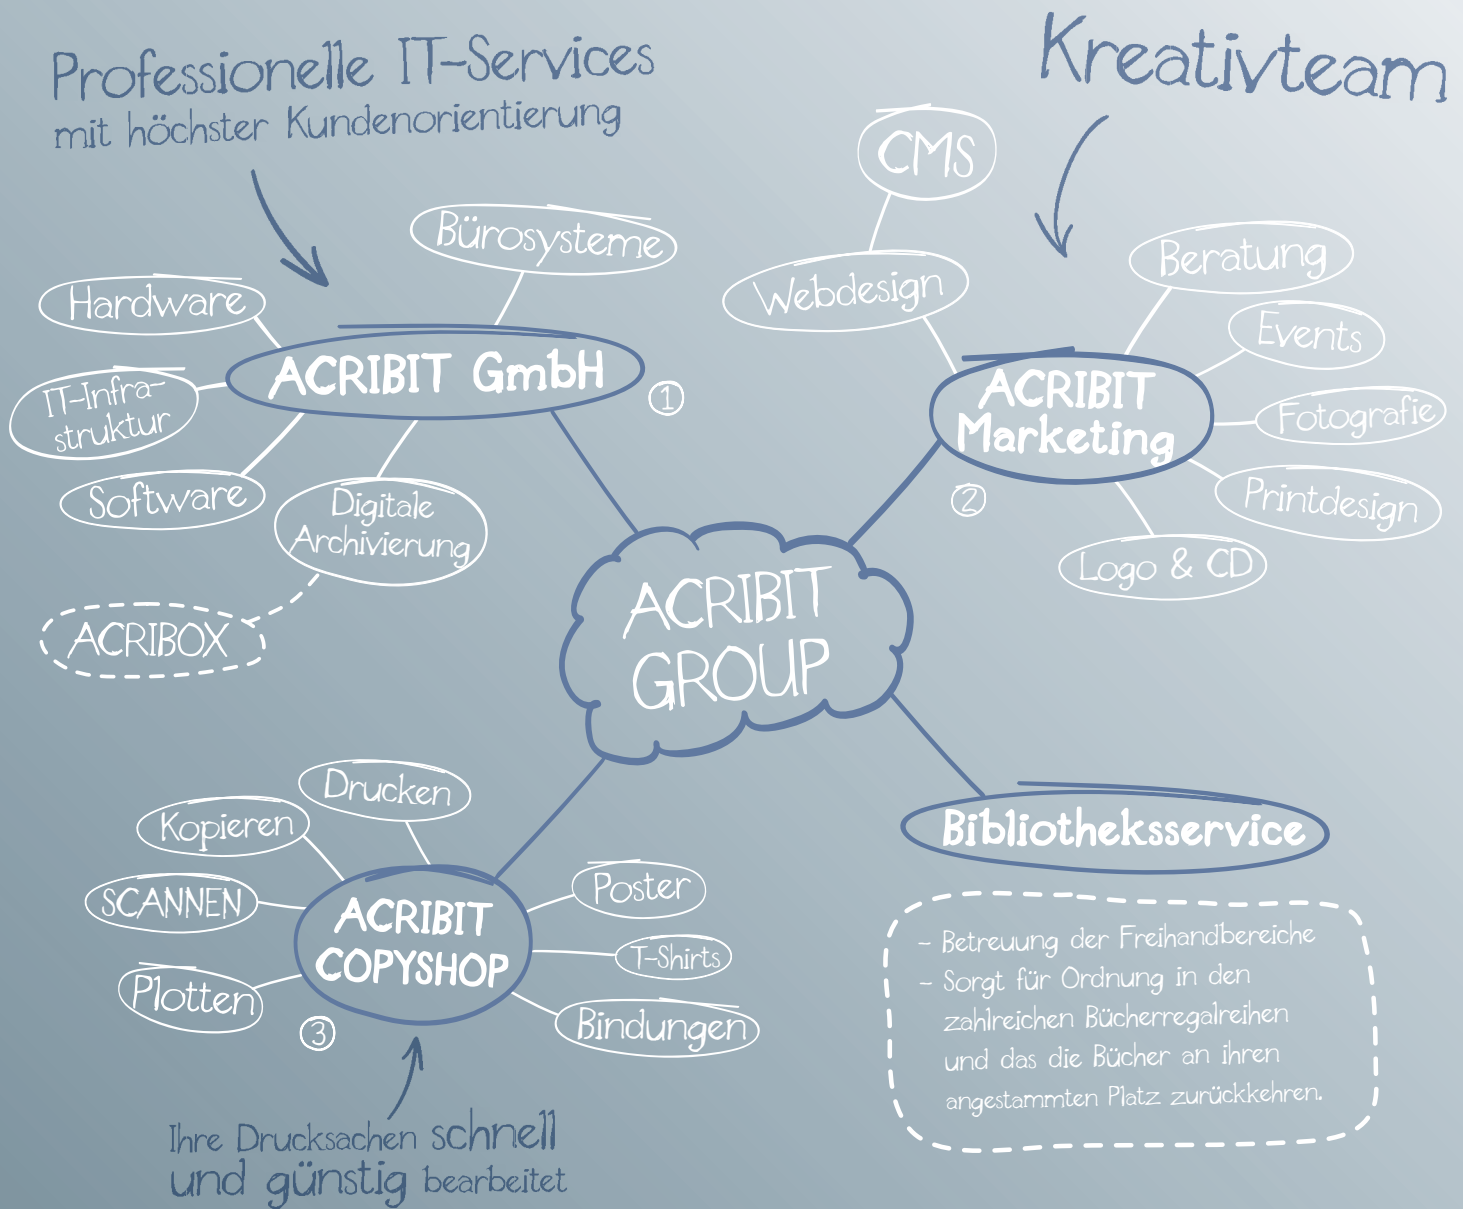 Professionelle IT-Services
mit höchster Kundenorientierung
Kreativteam
CMS
Bürosysteme
Webdesign
Beratung
Hardware
Events
ACRIBIT GmbH
1
IT-Infra-
struktur
ACRIBIT
Marketing
2
Fotografie
Software
Digitale
Archivierung
Printdesign
Logo & CD
ACRIBOX
ACRIBIT
GROUP
Drucken
Kopieren
SCANNEN
Plotten
ACRIBIT
COPYSHOP
3
Poster
T-Shirts
Bindungen
Bibliotheksservice
- Betreuung der Freihandbereiche
- Sorgt für Ordnung in den
zahlreichen Bücherregalreihen
und das die Bücher an ihren
angestammten Platz zurückkehren.
Ihre Drucksachen schnell
und günstig bearbeitet